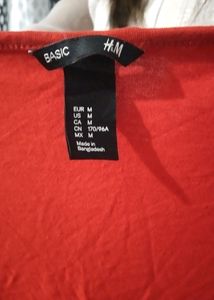 BASIC H&M
EUR M
US M
CA M
CN 170/96A
MX M
Made in
Bangladesh